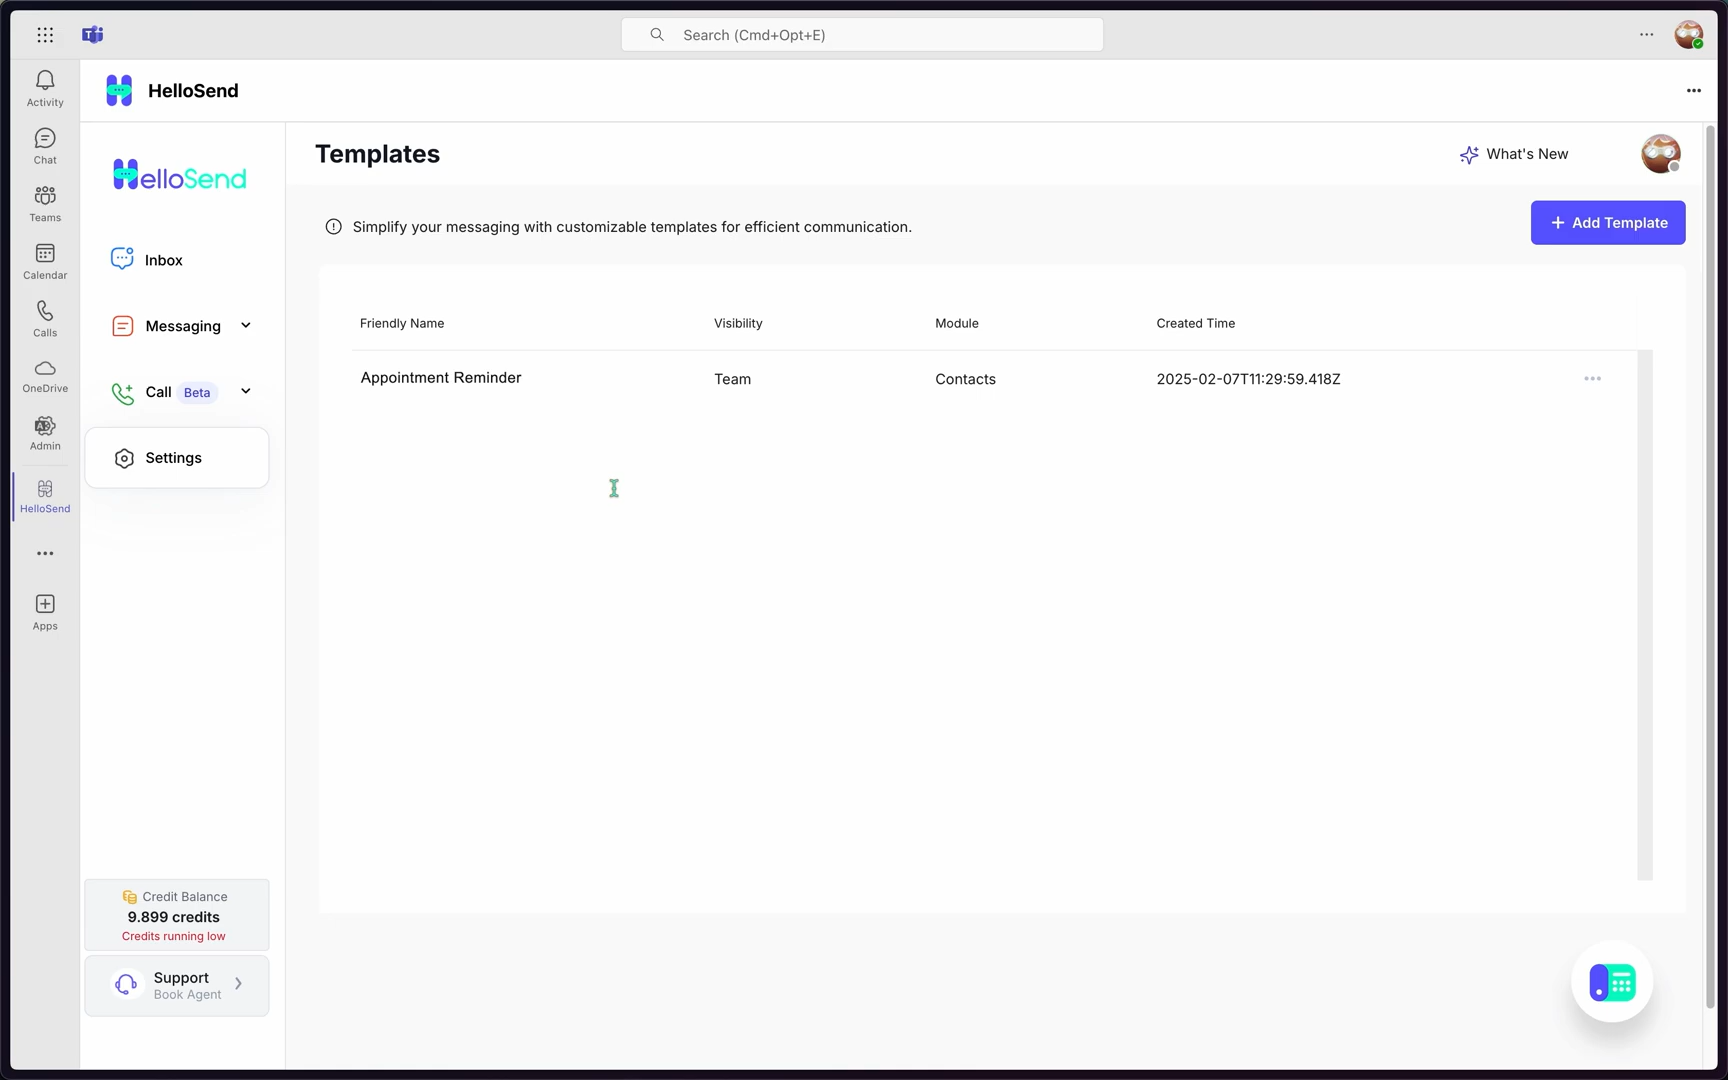 Search (Cmd+Opt+E)
Activity
Chat
Teams
Calendar
Calls
OneDrive
Admin
HelloSend
Apps
HelloSend
HelloSend
Inbox
Messaging
Call Beta
Settings
Credit Balance
9.899 credits
Credits running low
Support
Book Agent
Templates
What's New
Simplify your messaging with customizable templates for efficient communication.
+ Add Template
Friendly Name Visibility Module Created Time
Appointment Reminder Team Contacts 2025-02-07T11:29:59.418Z